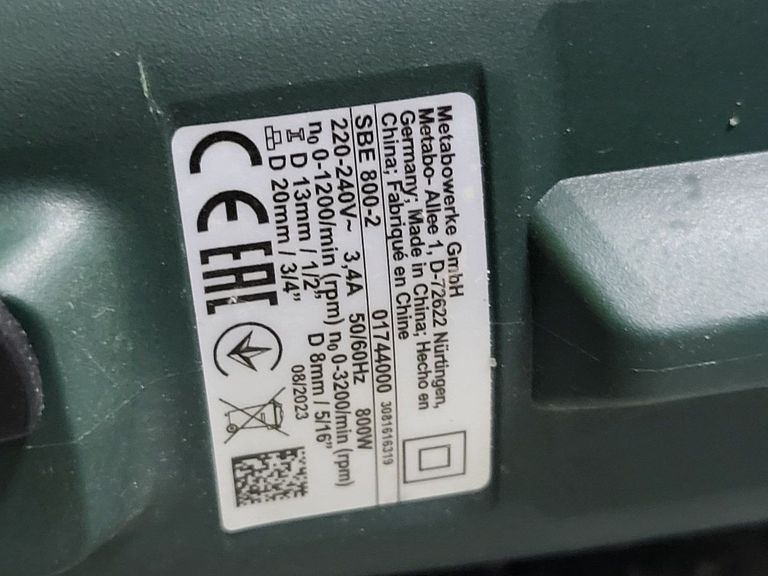 Metabowerke GmbH
Metabo- Allee 1, D-72622 Nürtingen,
Germany; Made in China; Hecho en
China; Fabriqué en Chine
SBE 800-2 01744000 3081616319
220-240V~ 3,4A 50/60Hz 800W
n₀ 0-1200/min (rpm) n₀ 0-3200/min (rpm)
D 13mm / 1/2" D 8mm / 5/16"
D 20mm / 3/4" 08/2023
CE EAC